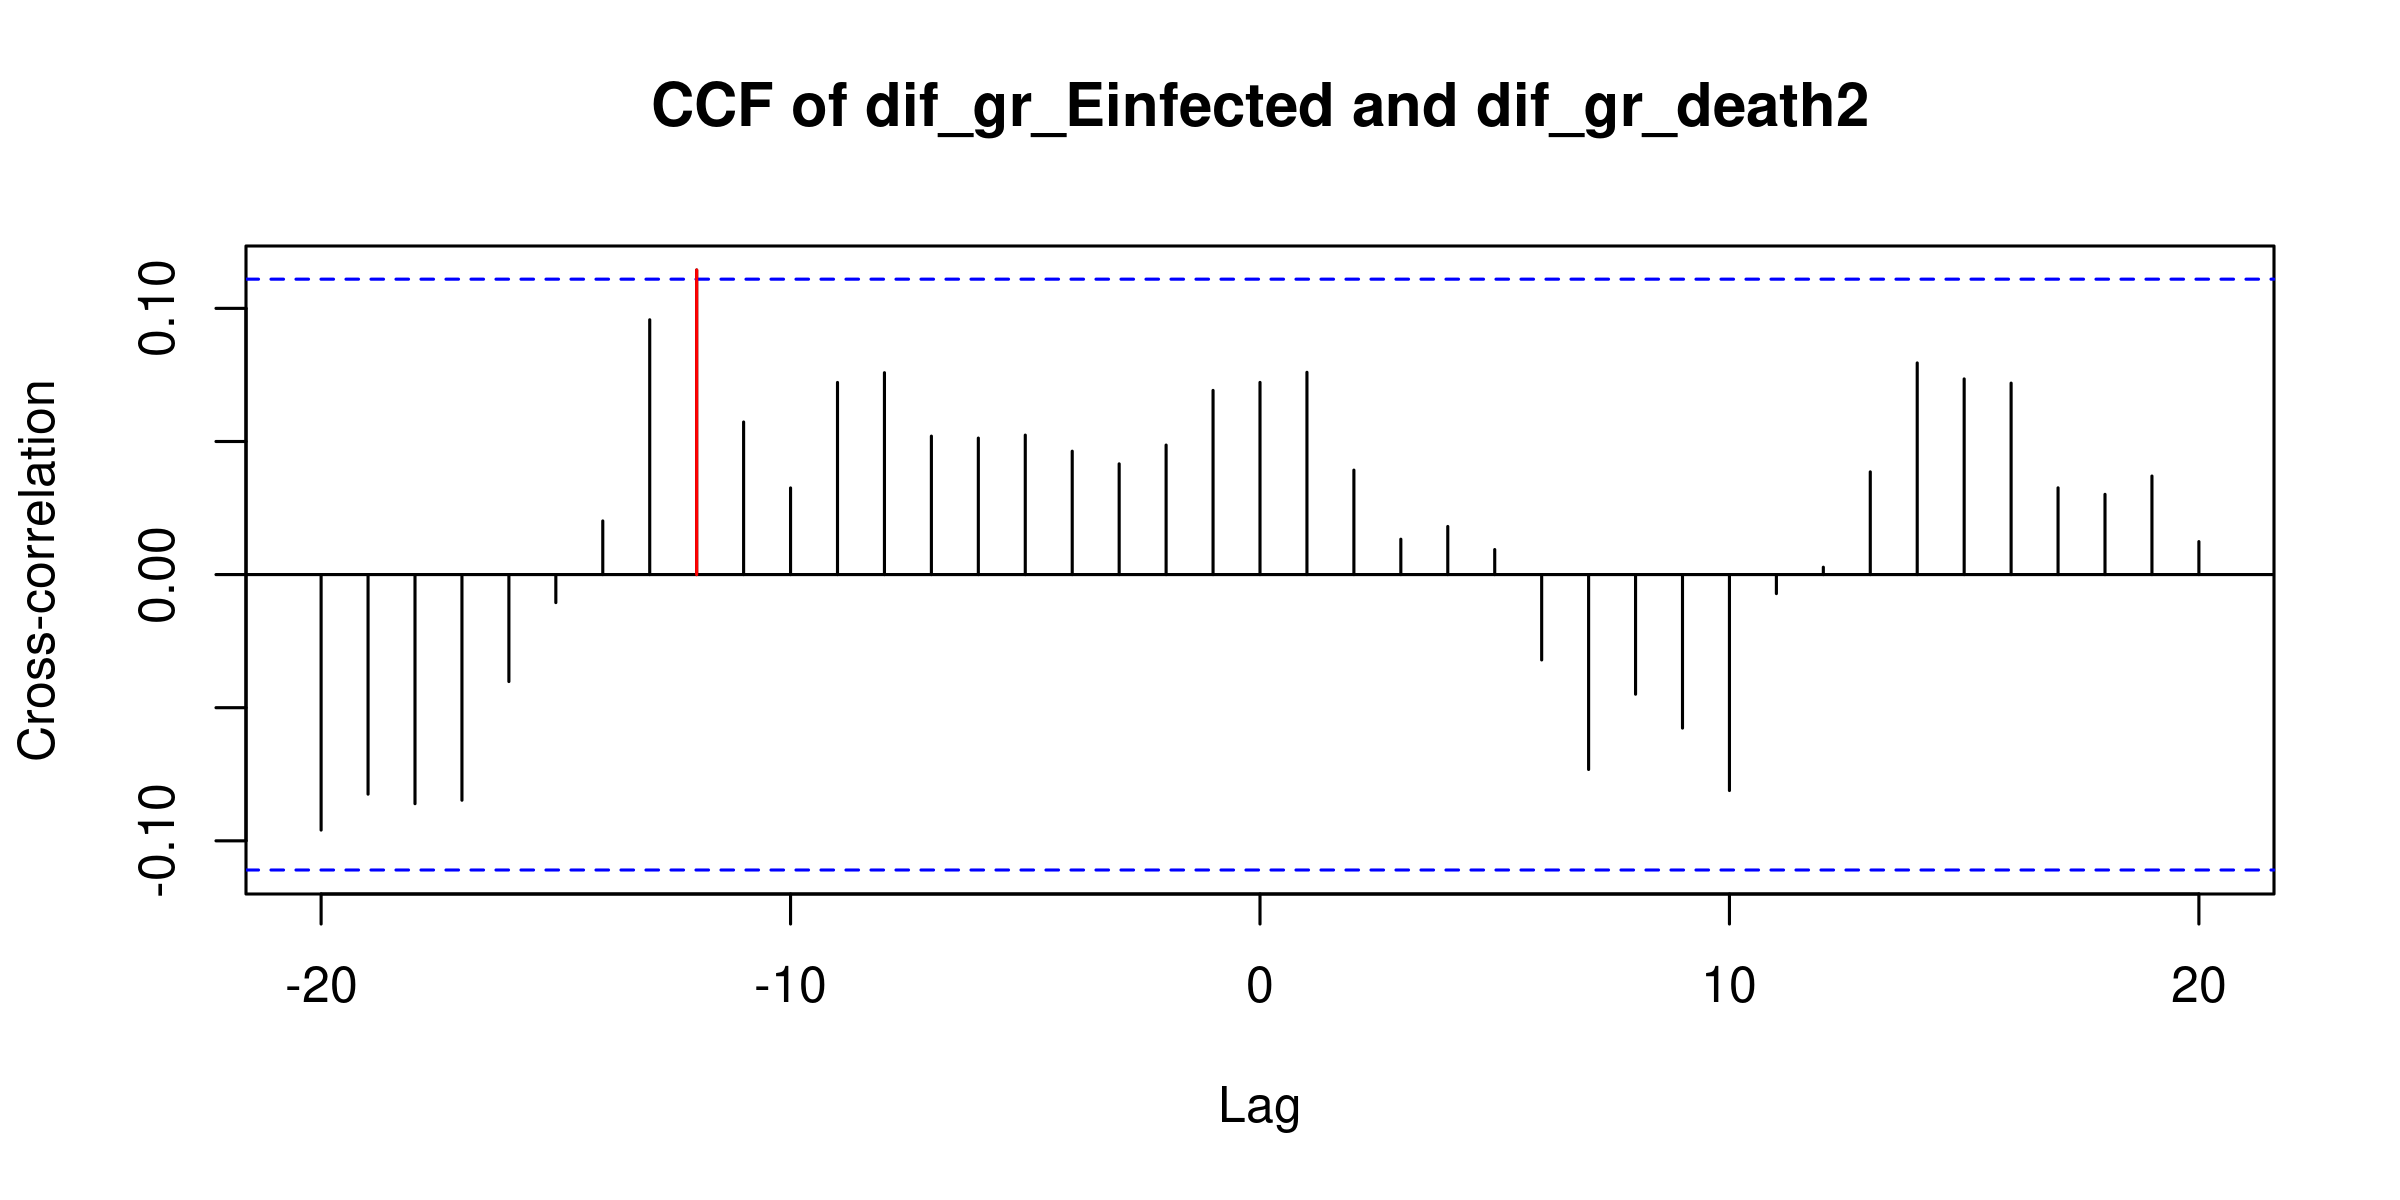 CCF of dif_gr_Einfected and dif_gr_death2
Cross-correlation
0.10
0.00
-0.10
-20 -10 0 10 20
Lag